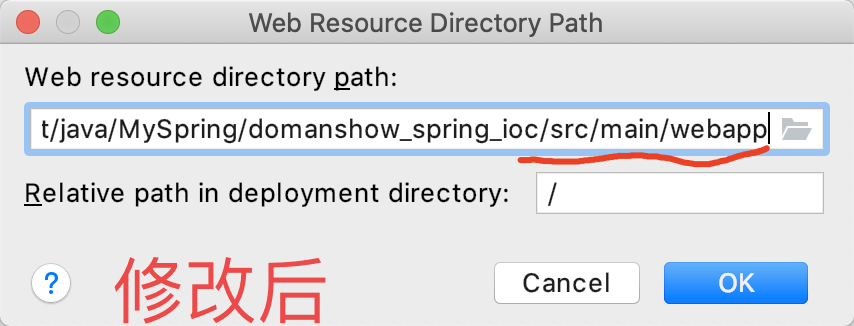 Web Resource Directory Path
Web resource directory path:
t/java/MySpring/domanshow_spring_ioc/src/main/webapp
Relative path in deployment directory: /
? 修改后 Cancel OK